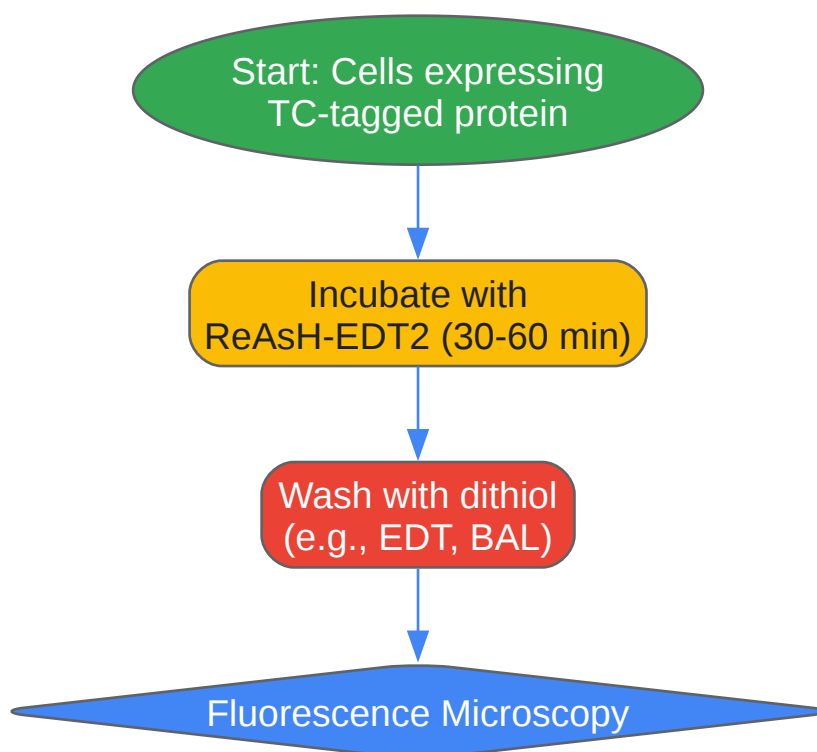 Start: Cells expressing
TC-tagged protein
Incubate with
ReAsH-EDT2 (30-60 min)
Wash with dithiol
(e.g., EDT, BAL)
Fluorescence Microscopy